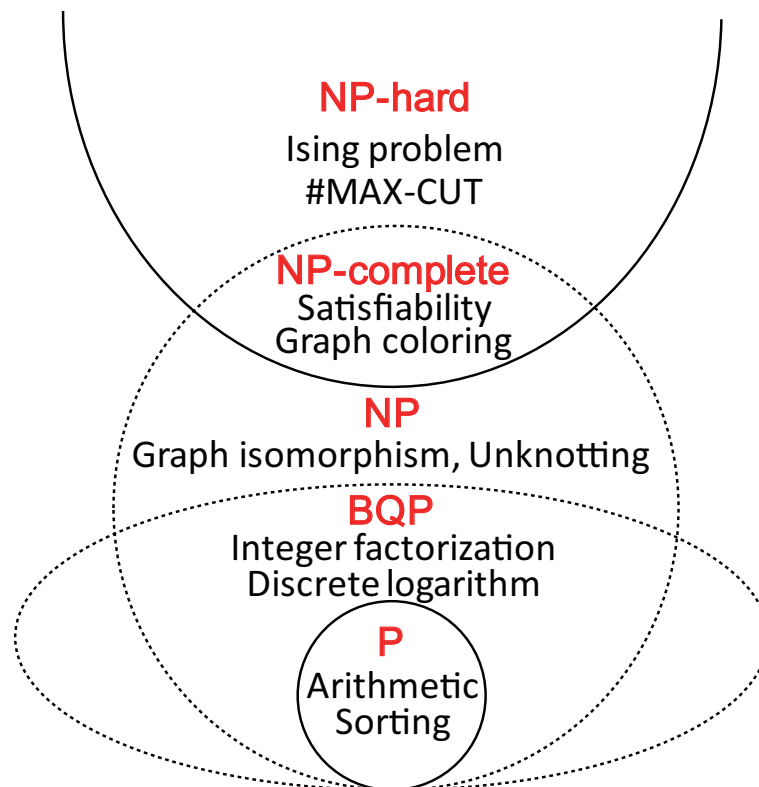 NP-hard
Ising problem
#MAX-CUT
NP-complete
Satisfiability
Graph coloring
NP
Graph isomorphism, Unknotting
BQP
Integer factorization
Discrete logarithm
P
Arithmetic
Sorting